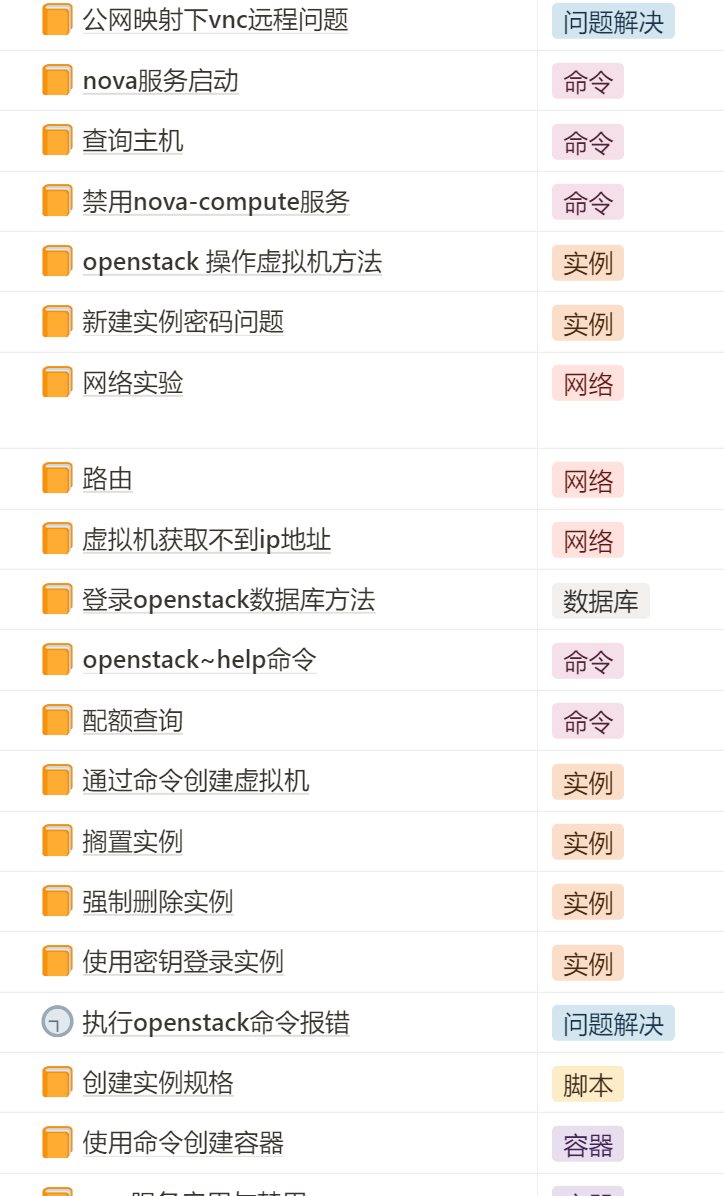 公网映射下vnc远程问题 问题解决
nova服务启动 命令
查询主机 命令
禁用nova-compute服务 命令
openstack 操作虚拟机方法 实例
新建实例密码问题 实例
网络实验 网络
路由 网络
虚拟机获取不到ip地址 网络
登录openstack数据库方法 数据库
openstack~help命令 命令
配额查询 命令
通过命令创建虚拟机 实例
搁置实例 实例
强制删除实例 实例
使用密钥登录实例 实例
执行openstack命令报错 问题解决
创建实例规格 脚本
使用命令创建容器 容器